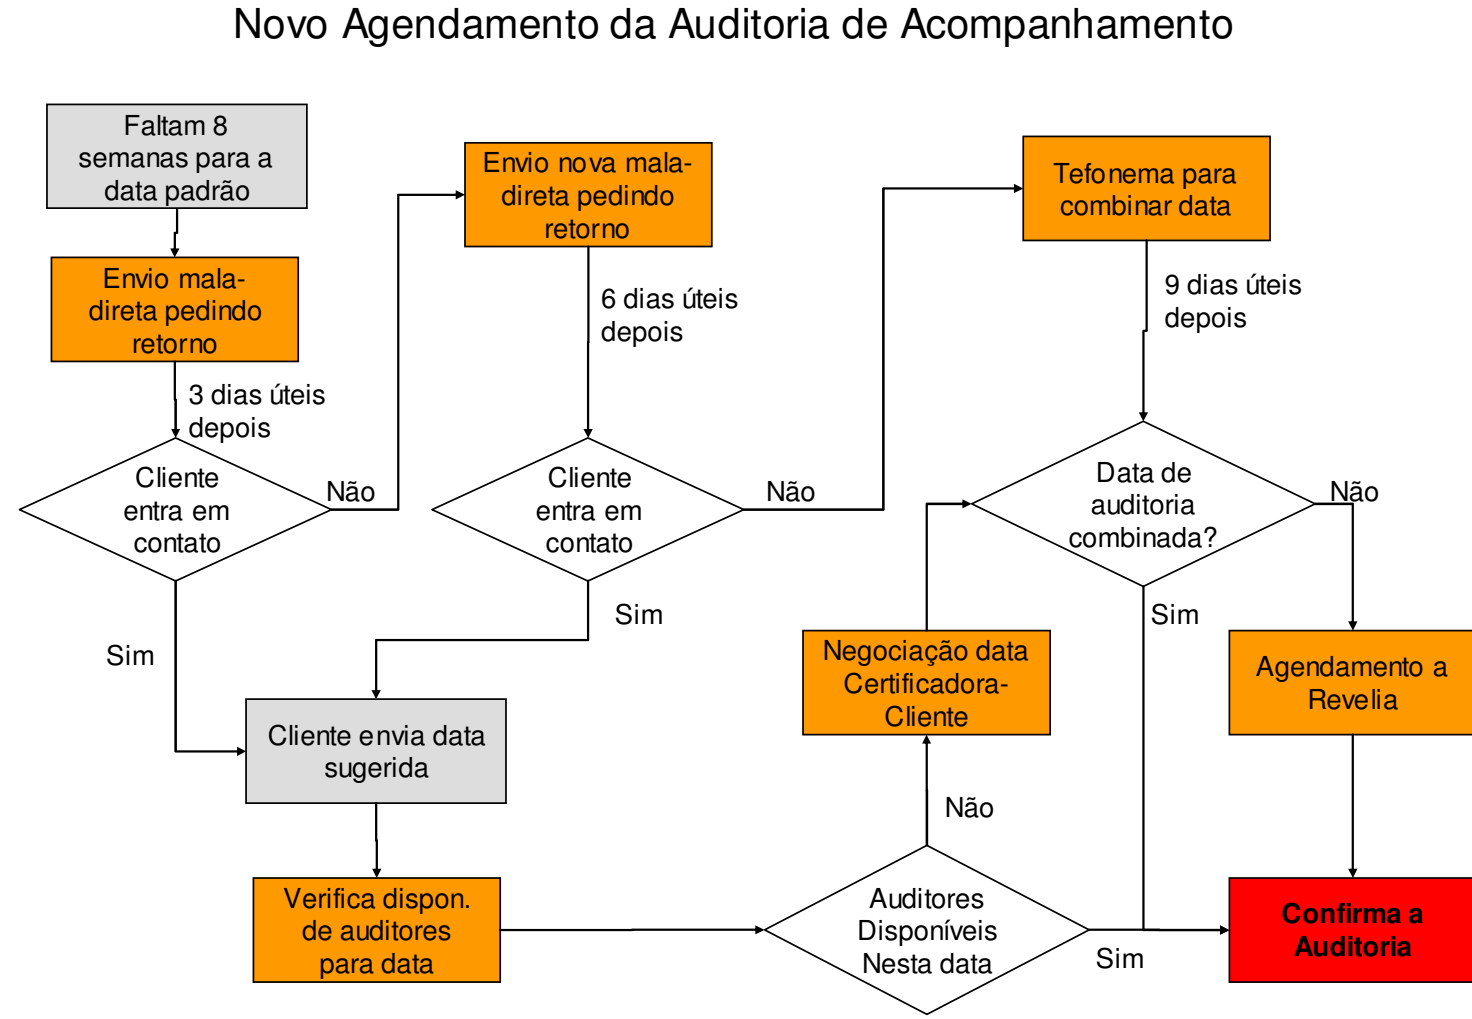 Novo Agendamento da Auditoria de Acompanhamento
Faltam 8
semanas para a
data padrão
Envio mala-
direta pedindo
retorno
3 dias úteis
depois
Cliente
entra em
contato
Não
Sim
Envio nova mala-
direta pedindo
retorno
6 dias úteis
depois
Cliente
entra em
contato
Não
Sim
Cliente envia data
sugerida
Verifica dispon.
de auditores
para data
Tefonema para
combinar data
9 dias úteis
depois
Data de
auditoria
combinada?
Não
Sim
Negociação data
Certificadora-
Cliente
Não
Auditores
Disponíveis
Nesta data
Sim
Agendamento a
Revelia
Confirma a
Auditoria